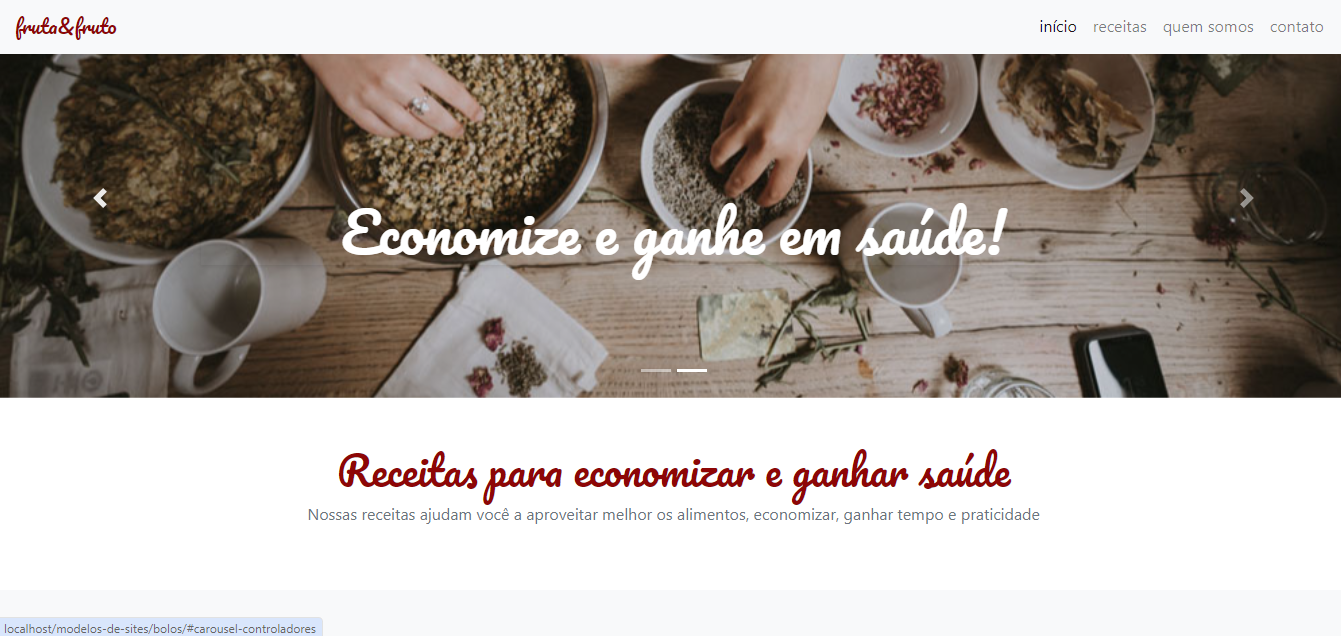 fruta&fruto
início receitas quem somos contato
Economize e ganhe em saúde!
Receitas para economizar e ganhar saúde
Nossas receitas ajudam você a aproveitar melhor os alimentos, economizar, ganhar tempo e praticidade
localhost/modelos-de-sites/bolos/#carousel-controladores